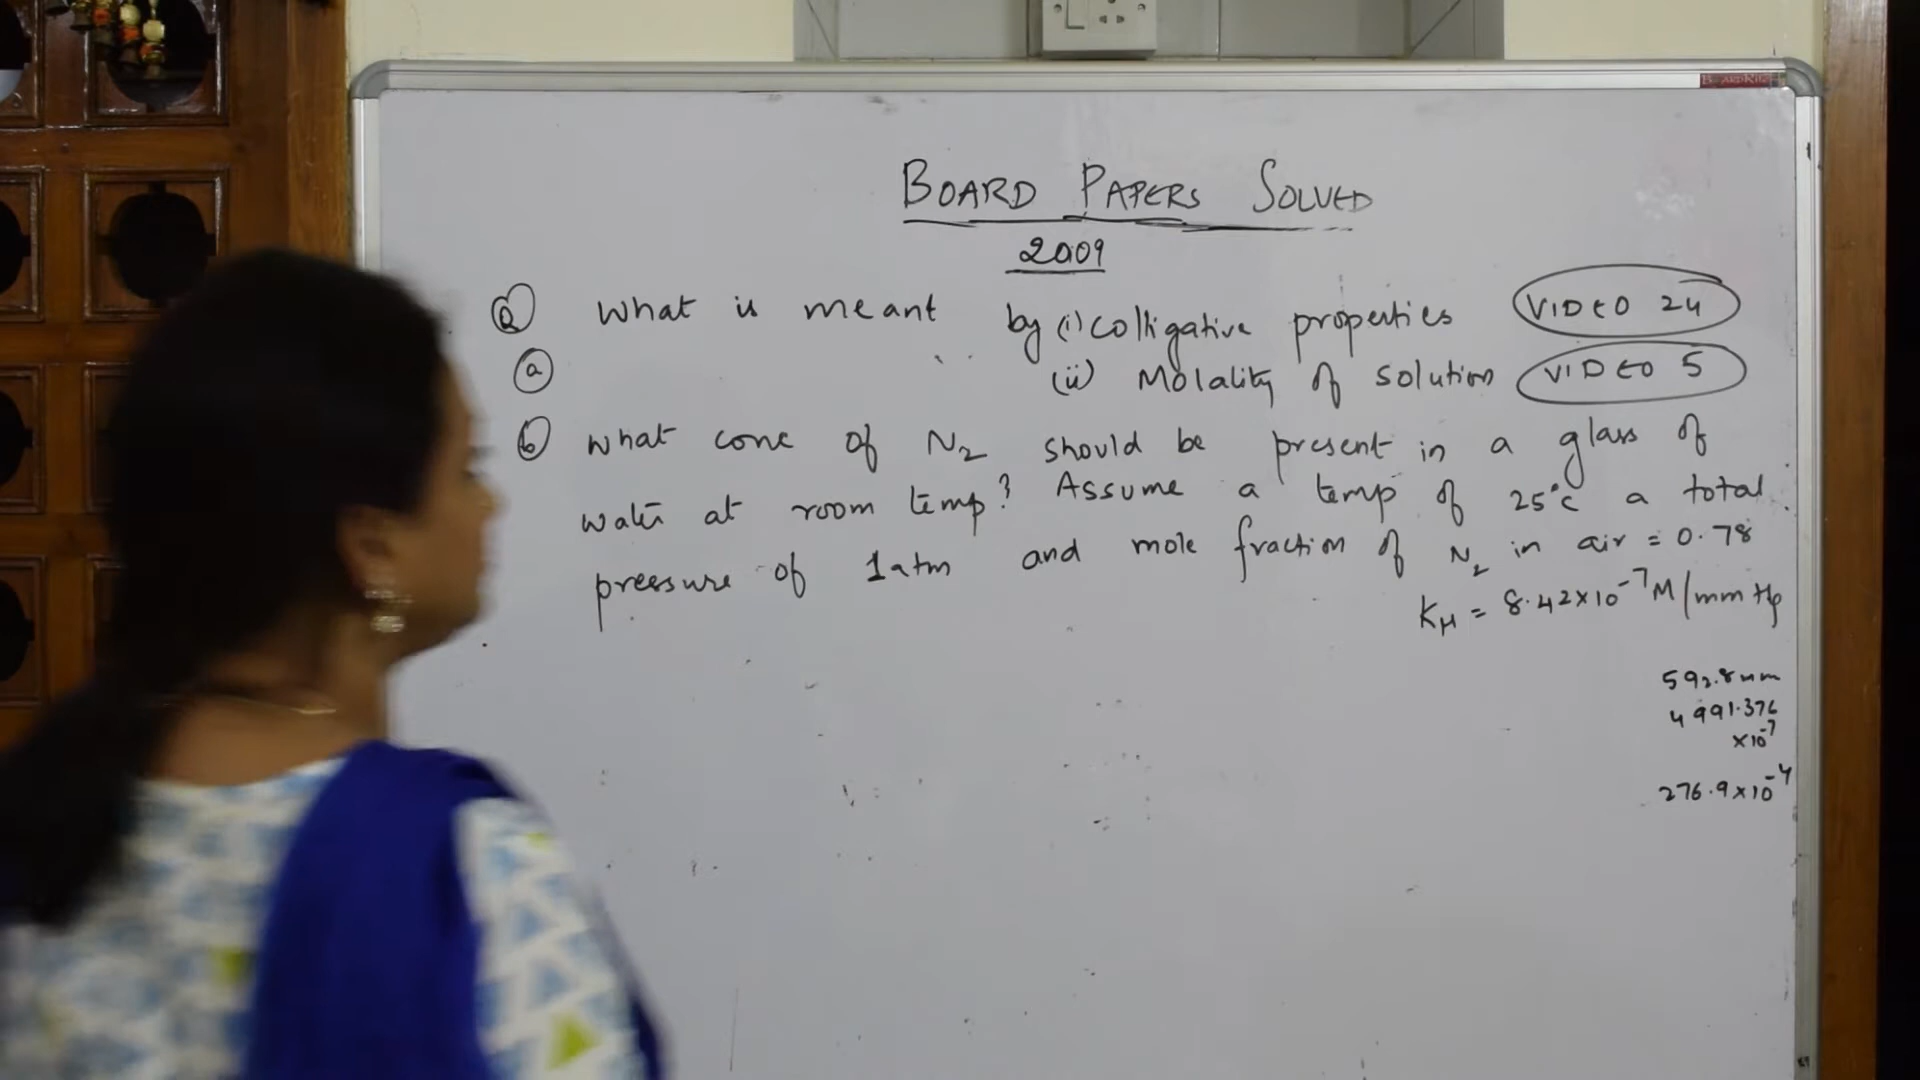 BOARD PAPERS SOLVED
2009
Q What is meant by (i) colligative properties VIDEO 24
a (ii) Molality of solution VIDEO 5
b What conc of N₂ should be present in a glass of
water at room temp? Assume a temp of 25°C a total
pressure of 1atm and mole fraction of N₂ in air = 0.78
KH = 8.42×10⁻⁷ M/mm Hg
592.8mm
4991.376
×10⁻⁷
276.9×10⁻⁴